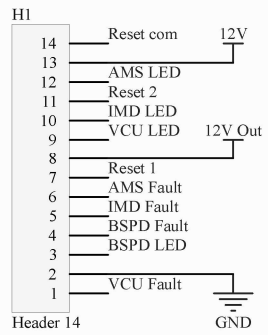 H1
14 Reset com 12V
13
12 AMS LED
11 Reset 2
10 IMD LED
9 VCU LED 12V Out
8
7 Reset 1
6 AMS Fault
5 IMD Fault
4 BSPD Fault
3 BSPD LED
2
1 VCU Fault
Header 14 GND